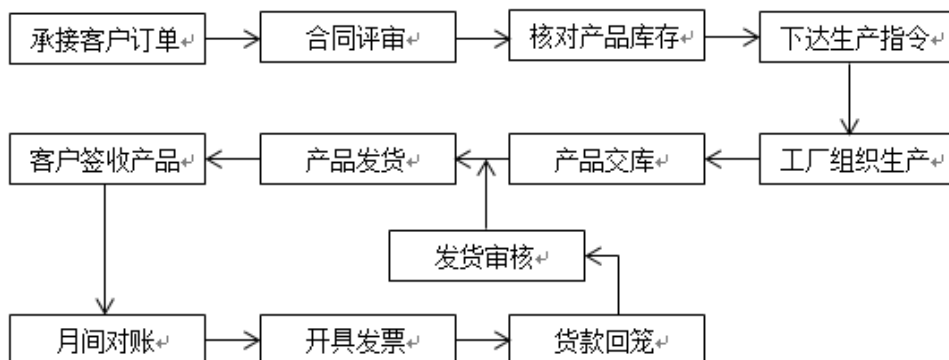 承接客户订单
合同评审
核对产品库存
下达生产指令
客户签收产品
产品发货
产品交库
工厂组织生产
发货审核
月间对账
开具发票
货款回笼